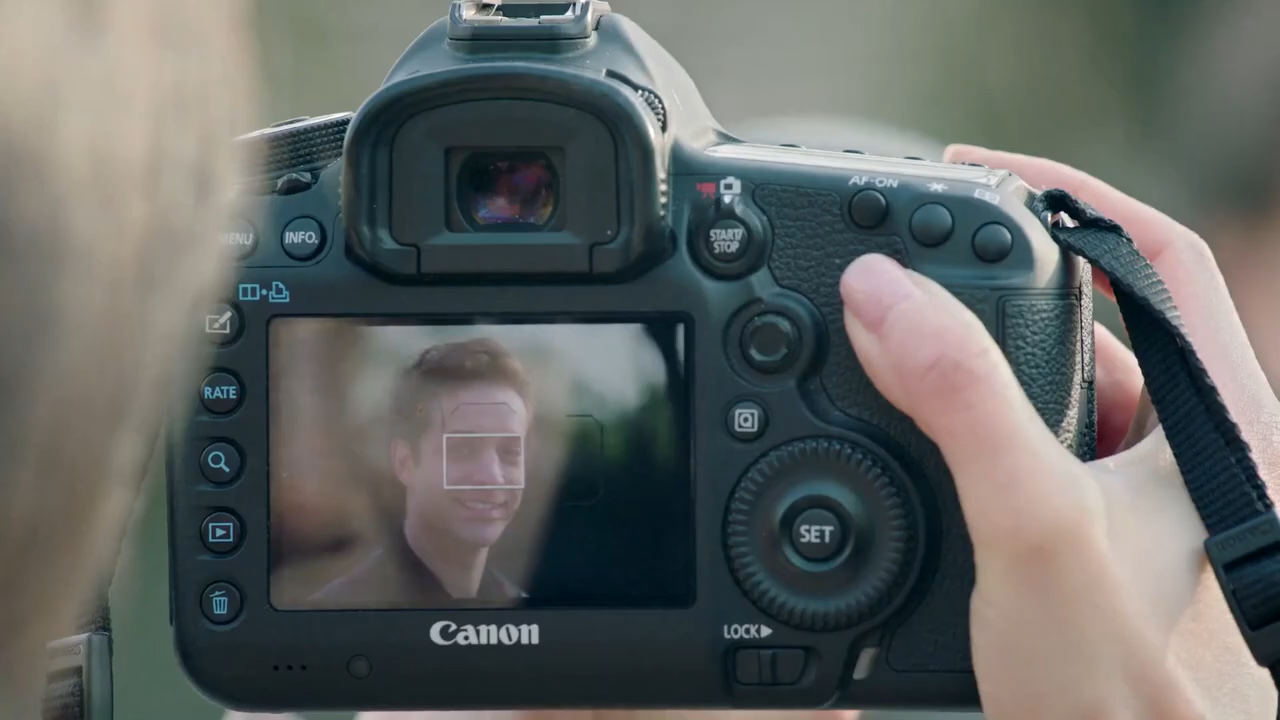 AF-ON
MENU
INFO.
START/
STOP
RATE
Q
SET
Canon
LOCK